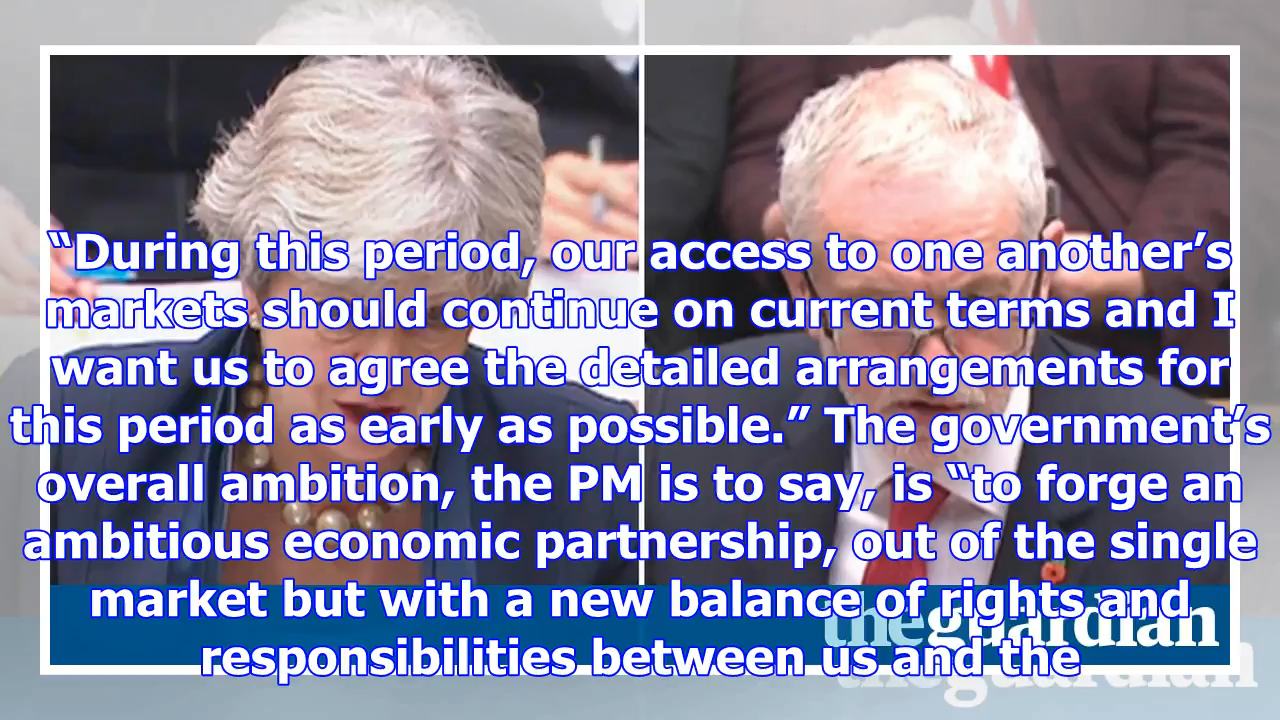 “During this period, our access to one another’s
markets should continue on current terms and I
want us to agree the detailed arrangements for
this period as early as possible.” The government’s
overall ambition, the PM is to say, is “to forge an
ambitious economic partnership, out of the single
market but with a new balance of rights and
responsibilities between us and the
theguardian
theguardian